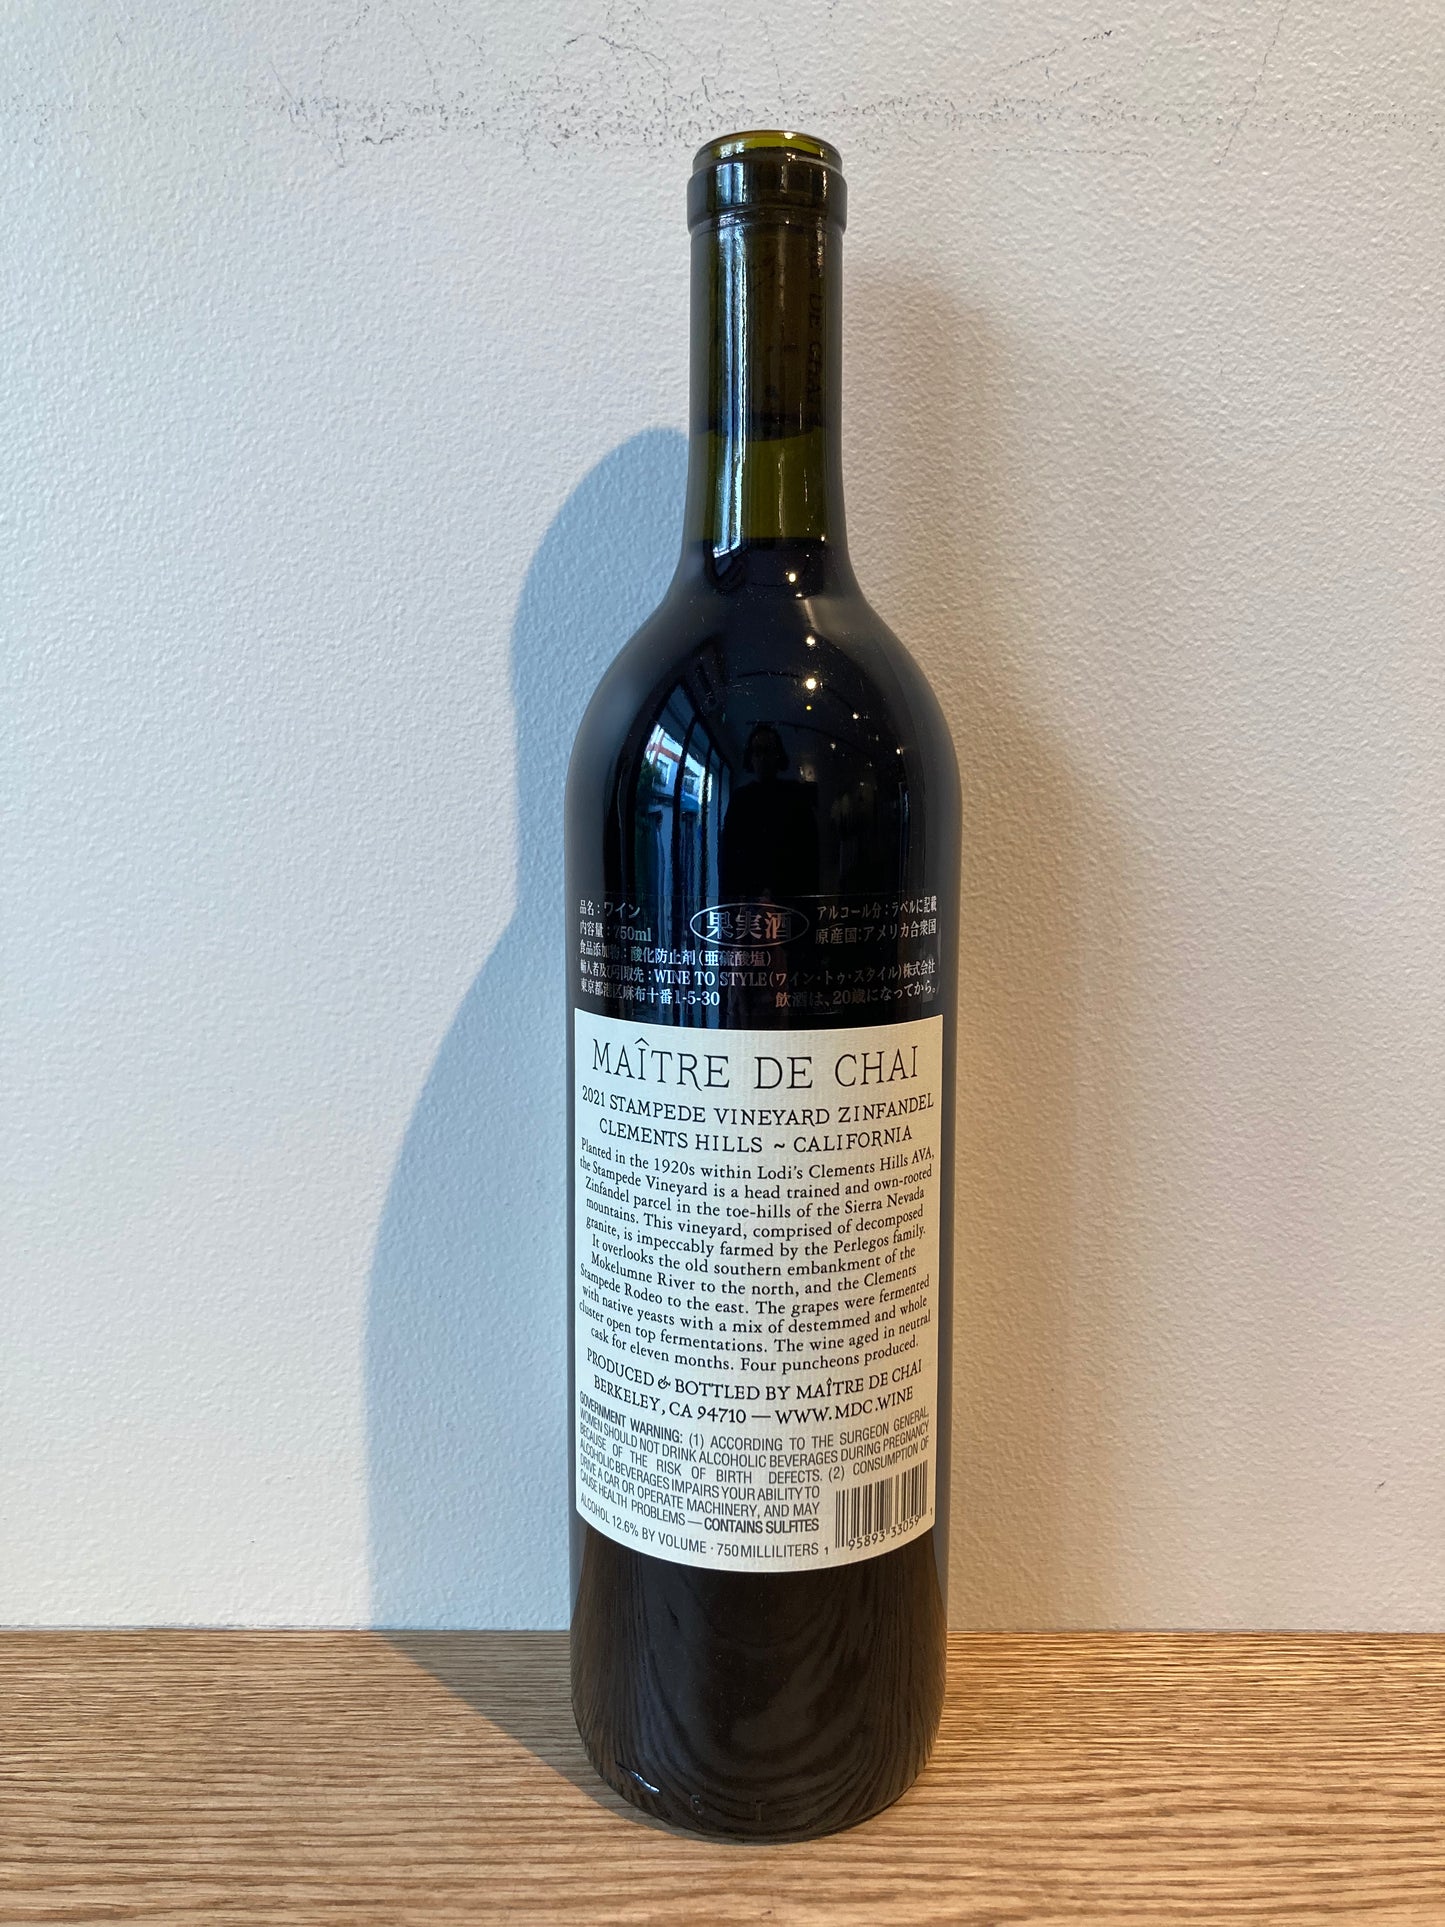 DE CHAI
品名：ワイン
果実酒
アルコール分：ラベルに記載
内容量：750ml
原産国：アメリカ合衆国
食品添加物：酸化防止剤（亜硫酸塩）
輸入者及び引取先：WINE TO STYLE（ワイン・トゥ・スタイル）株式会社
東京都港区麻布十番1-5-30
飲酒は、20歳になってから。
MAÎTRE DE CHAI
2021 STAMPEDE VINEYARD ZINFANDEL
CLEMENTS HILLS ~ CALIFORNIA
Planted in the 1920s within Lodi's Clements Hills AVA,
the Stampede Vineyard is a head trained and own-rooted
Zinfandel parcel in the toe-hills of the Sierra Nevada
mountains. This vineyard, comprised of decomposed
granite, is impeccably farmed by the Perlegos family.
It overlooks the old southern embankment of the
Mokelumne River to the north, and the Clements
Stampede Rodeo to the east. The grapes were fermented
with native yeasts with a mix of destemmed and whole
cluster open top fermentations. The wine aged in neutral
cask for eleven months. Four puncheons produced.
PRODUCED & BOTTLED BY MAÎTRE DE CHAI
BERKELEY, CA 94710 — WWW.MDC.WINE
GOVERNMENT WARNING: (1) ACCORDING TO THE SURGEON GENERAL,
WOMEN SHOULD NOT DRINK ALCOHOLIC BEVERAGES DURING PREGNANCY
BECAUSE OF THE RISK OF BIRTH DEFECTS. (2) CONSUMPTION OF
ALCOHOLIC BEVERAGES IMPAIRS YOUR ABILITY TO
DRIVE A CAR OR OPERATE MACHINERY, AND MAY
CAUSE HEALTH PROBLEMS — CONTAINS SULFITES
ALCOHOL 12.6% BY VOLUME · 750 MILLILITERS
1 95893 33059 1